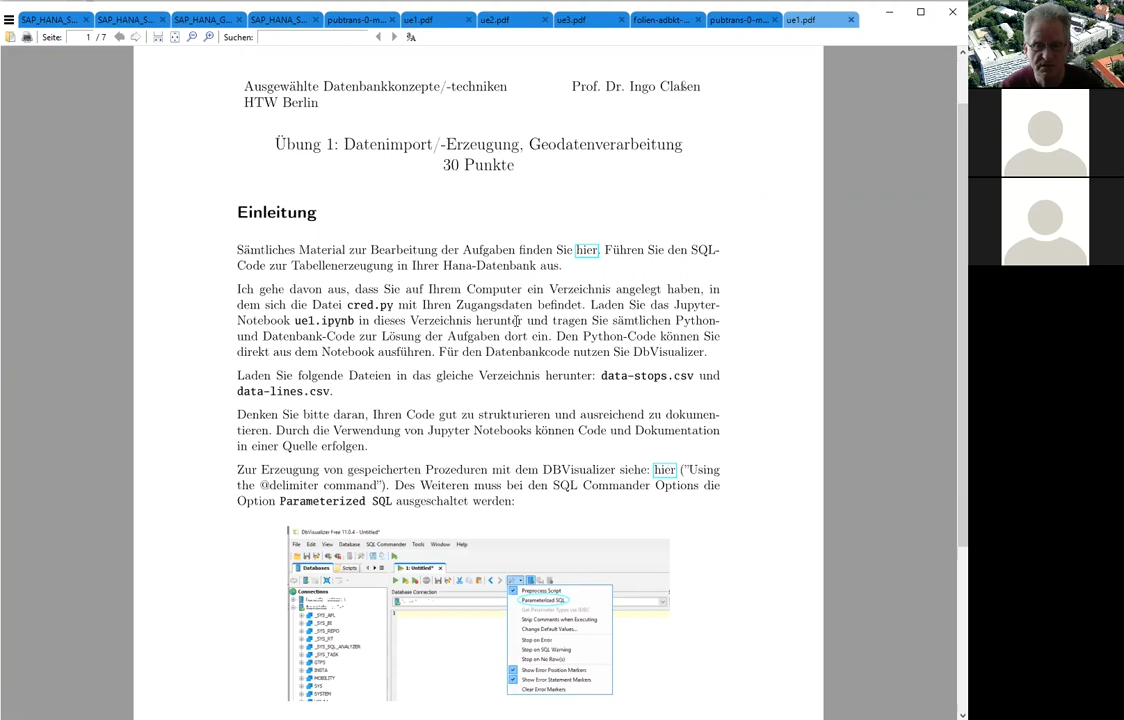 SAP_HANA_S... SAP_HANA_S... SAP_HANA_G... SAP_HANA_S... pubtrans-0-m... ue1.pdf ue2.pdf ue3.pdf folien-adbkt-... pubtrans-0-m... ue1.pdf
Seite: 1 / 7 Suchen:
Ausgewählte Datenbankkonzepte/-techniken Prof. Dr. Ingo Claßen
HTW Berlin
Übung 1: Datenimport/-Erzeugung, Geodatenverarbeitung
30 Punkte
Einleitung
Sämtliches Material zur Bearbeitung der Aufgaben finden Sie hier. Führen Sie den SQL-
Code zur Tabellenerzeugung in Ihrer Hana-Datenbank aus.
Ich gehe davon aus, dass Sie auf Ihrem Computer ein Verzeichnis angelegt haben, in
dem sich die Datei cred.py mit Ihren Zugangsdaten befindet. Laden Sie das Jupyter-
Notebook ue1.ipynb in dieses Verzeichnis herunter und tragen Sie sämtlichen Python-
und Datenbank-Code zur Lösung der Aufgaben dort ein. Den Python-Code können Sie
direkt aus dem Notebook ausführen. Für den Datenbankcode nutzen Sie DbVisualizer.
Laden Sie folgende Dateien in das gleiche Verzeichnis herunter: data-stops.csv und
data-lines.csv.
Denken Sie bitte daran, Ihren Code gut zu strukturieren und ausreichend zu dokumen-
tieren. Durch die Verwendung von Jupyter Notebooks können Code und Dokumentation
in einer Quelle erfolgen.
Zur Erzeugung von gespeicherten Prozeduren mit dem DBVisualizer siehe: hier ("Using
the @delimiter command"). Des Weiteren muss bei den SQL Commander Options die
Option Parameterized SQL ausgeschaltet werden:
DbVisualizer Free 11.0.4 - Untitled*
File Edit View Database SQL Commander Tools Window Help
Databases Scripts 1: Untitled*
Connections
Database Connection
_SYS_AFL
_SYS_BI
_SYS_REPO
_SYS_RT
_SYS_SQL_ANALYZER
_SYS_TASK
GTFS
INSTA
MOBILITY
SYS
SYSTEM
1
Preprocess Script
Parameterized SQL
Get Parameter Types via JDBC
Strip Comments when Executing
Change Default Values...
Stop on Error
Stop on SQL Warning
Stop on No Row(s)
Show Error Position Markers
Show Error Statement Markers
Clear Error Markers